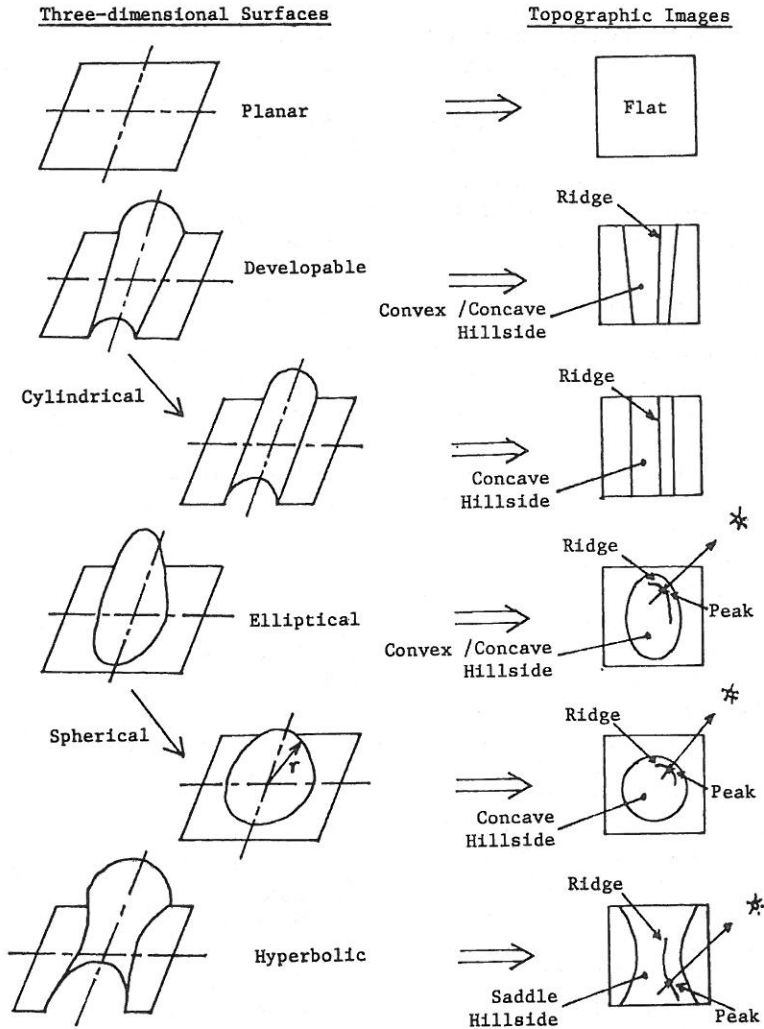 Three-dimensional Surfaces
Topographic Images
Planar
Flat
Developable
Ridge
Convex /Concave
Hillside
Cylindrical
Ridge
Concave
Hillside
Elliptical
Ridge
Peak
Convex /Concave
Hillside
Spherical
r
Ridge
Peak
Concave
Hillside
Hyperbolic
Ridge
Saddle
Hillside
Peak